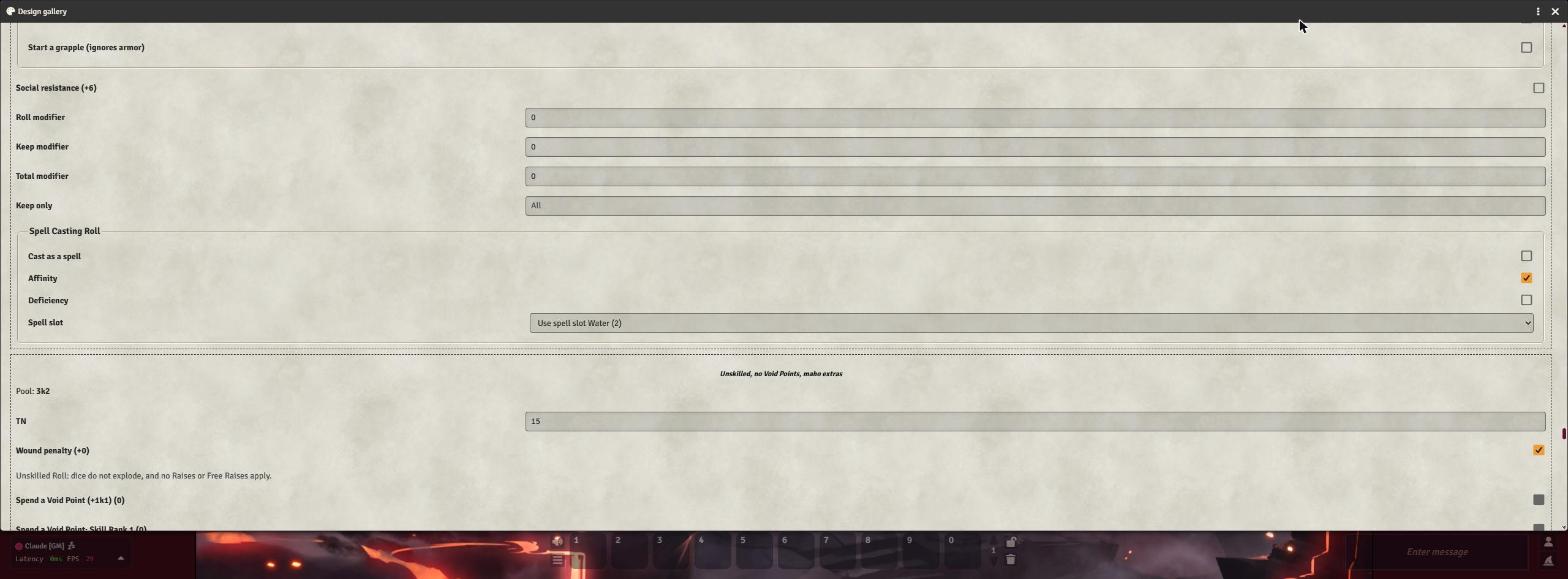 Design gallery
Start a grapple (ignores armor)
Social resistance (+6)
Roll modifier
0
Keep modifier
0
Total modifier
0
Keep only
All
Spell Casting Roll
Cast as a spell
Affinity
Deficiency
Spell slot
Use spell slot Water (2)
Unskilled, no Void Points, maho extras
Pool: 3k2
TN
15
Wound penalty (+0)
Unskilled Roll: dice do not explode, and no Raises or Free Raises apply.
Spend a Void Point (+1k1) (0)
Spend a Void Point: Skill Rank 1 (0)
Claude [GM]
Latency 0ms FPS 29
1 2 3 4 5 6 7 8 9 0
1
Enter message